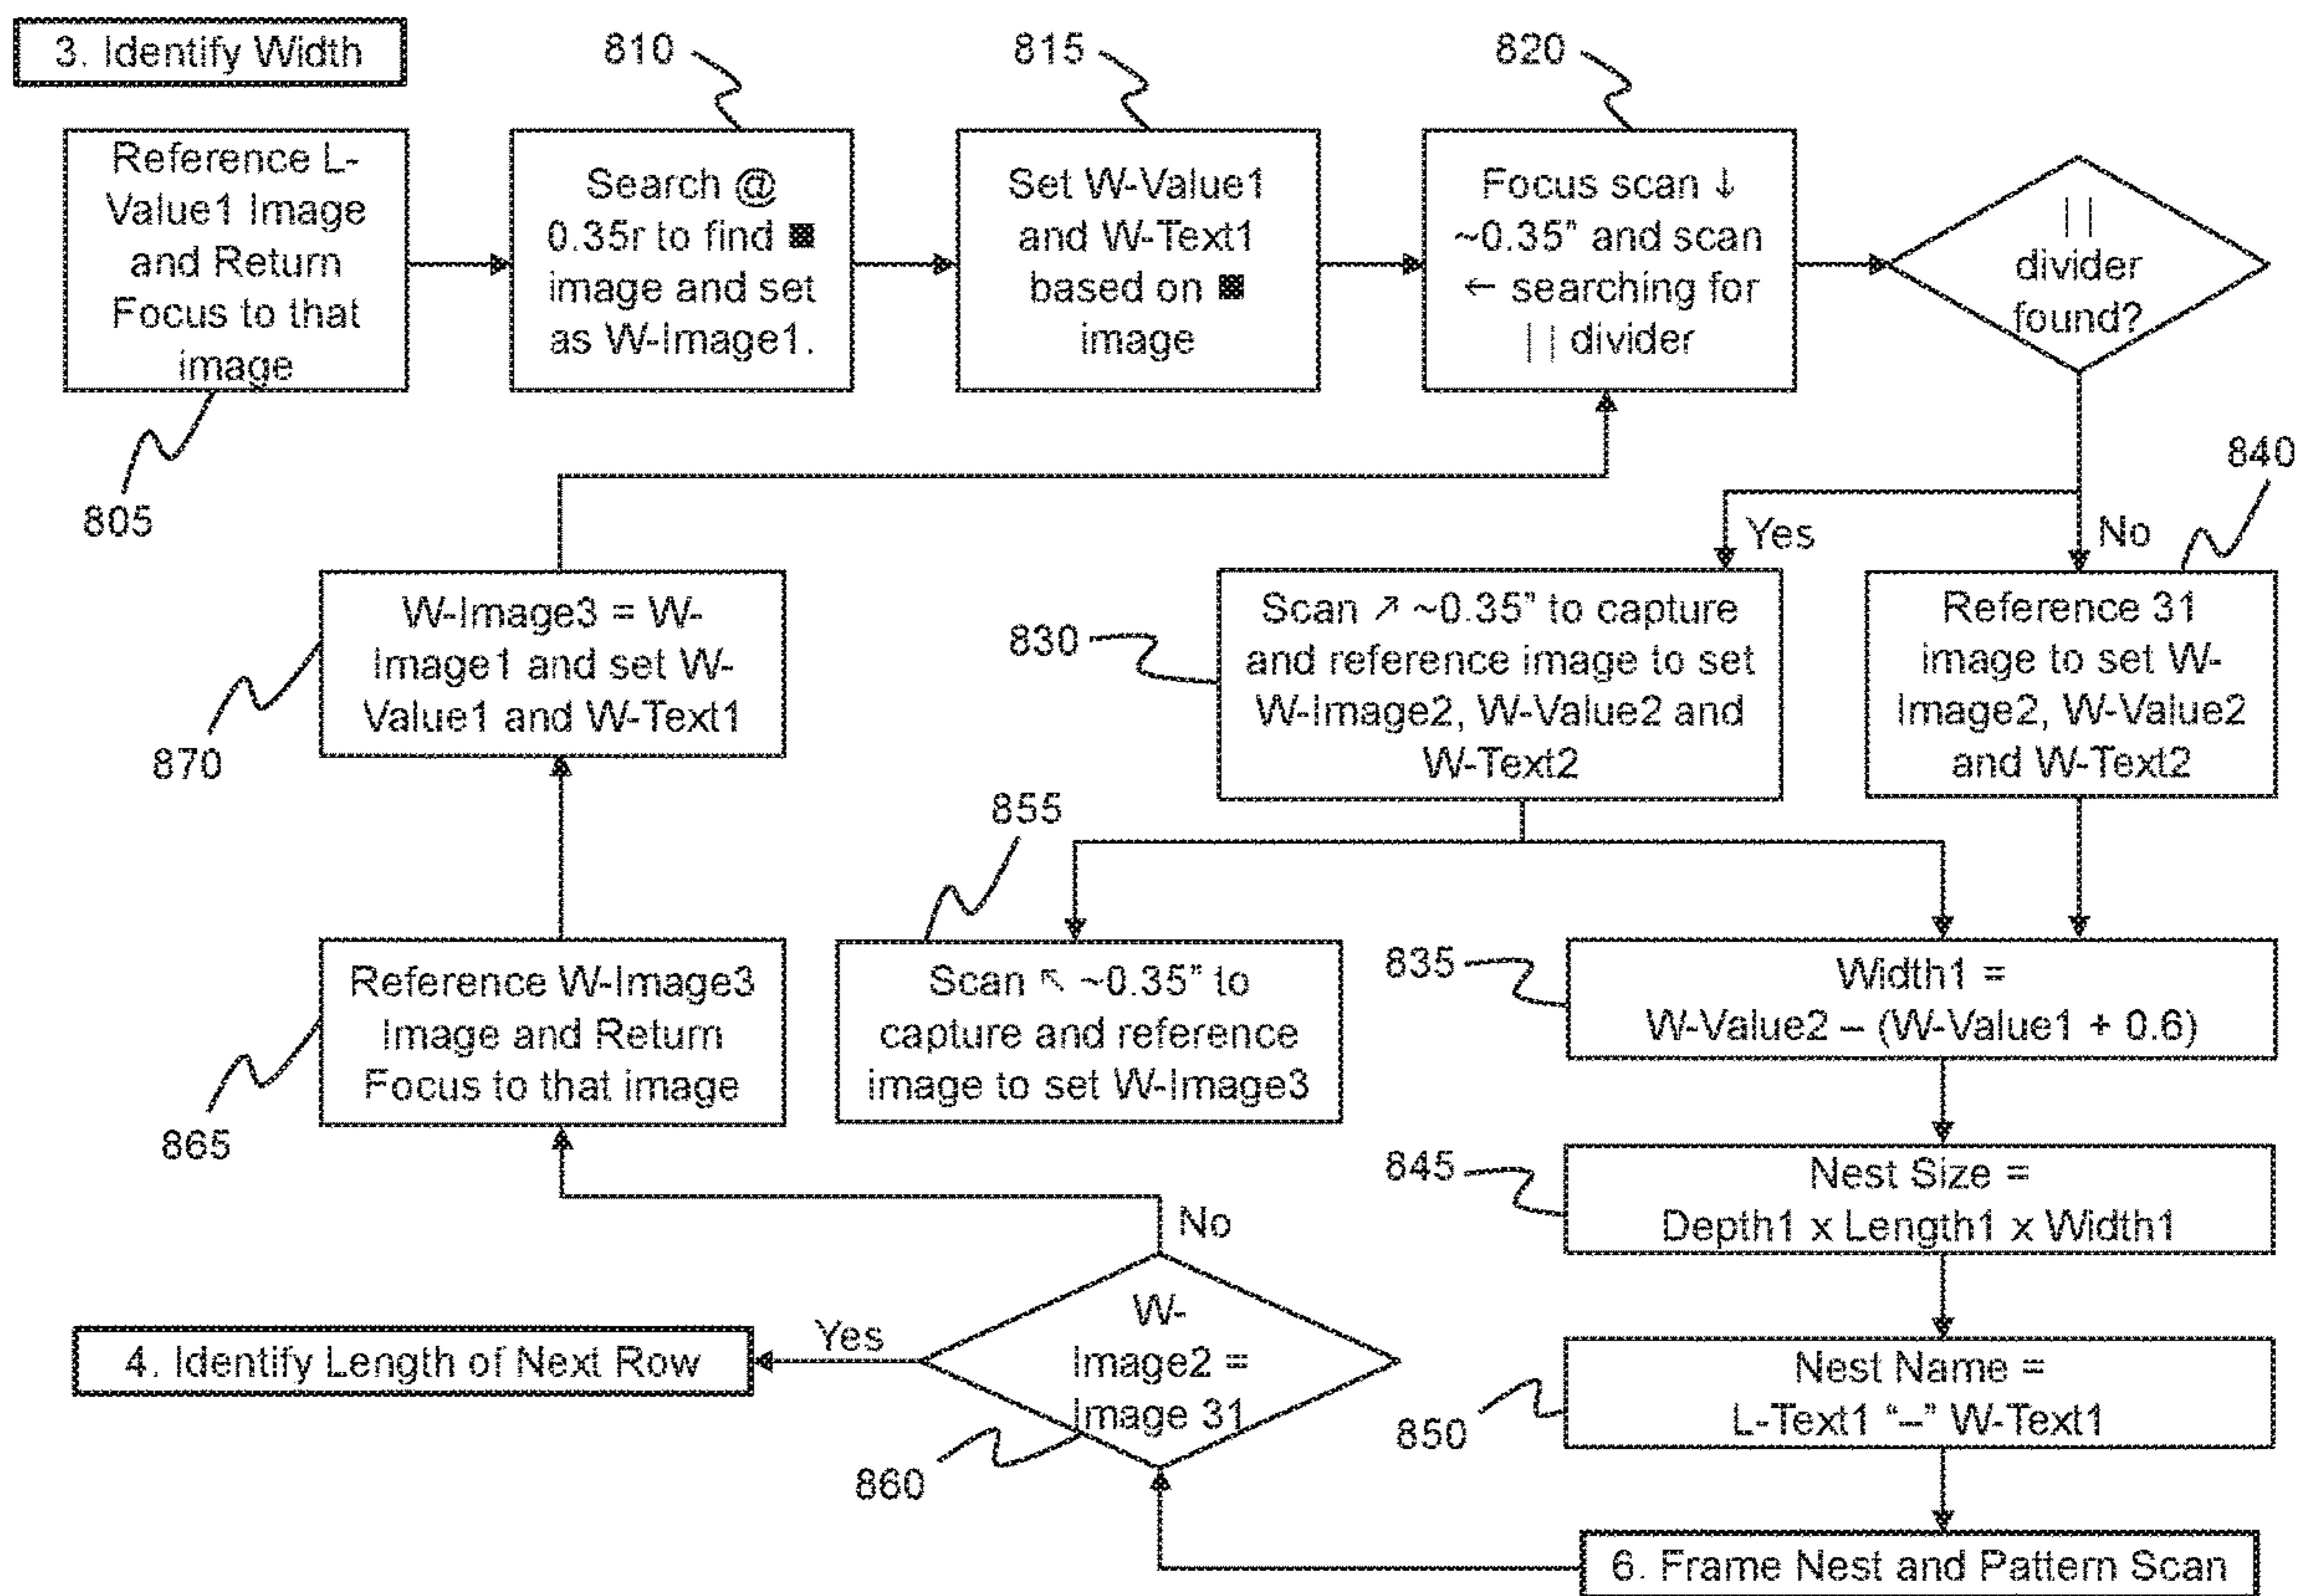 3. Identify Width
810
815
820
Reference L-
Value1 Image
and Return
Focus to that
image
805
Search @
0.35r to find ■
image and set
as W-Image1.
Set W-Value1
and W-Text1
based on ■
image
Focus scan ↓
~0.35” and scan
← searching for
| | divider
| |
divider
found?
840
Yes
No
W-Image3 = W-
Image1 and set W-
Value1 and W-Text1
870
830
Scan ↗ ~0.35” to capture
and reference image to set
W-Image2, W-Value2 and
W-Text2
Reference 31
image to set W-
Image2, W-Value2
and W-Text2
855
Reference W-Image3
Image and Return
Focus to that image
865
Scan ↖ ~0.35” to
capture and reference
image to set W-Image3
835
Width1 =
W-Value2 – (W-Value1 + 0.6)
845
Nest Size =
Depth1 x Length1 x Width1
No
4. Identify Length of Next Row
Yes
W-
Image2 =
Image 31
860
850
Nest Name =
L-Text1 “–” W-Text1
6. Frame Nest and Pattern Scan